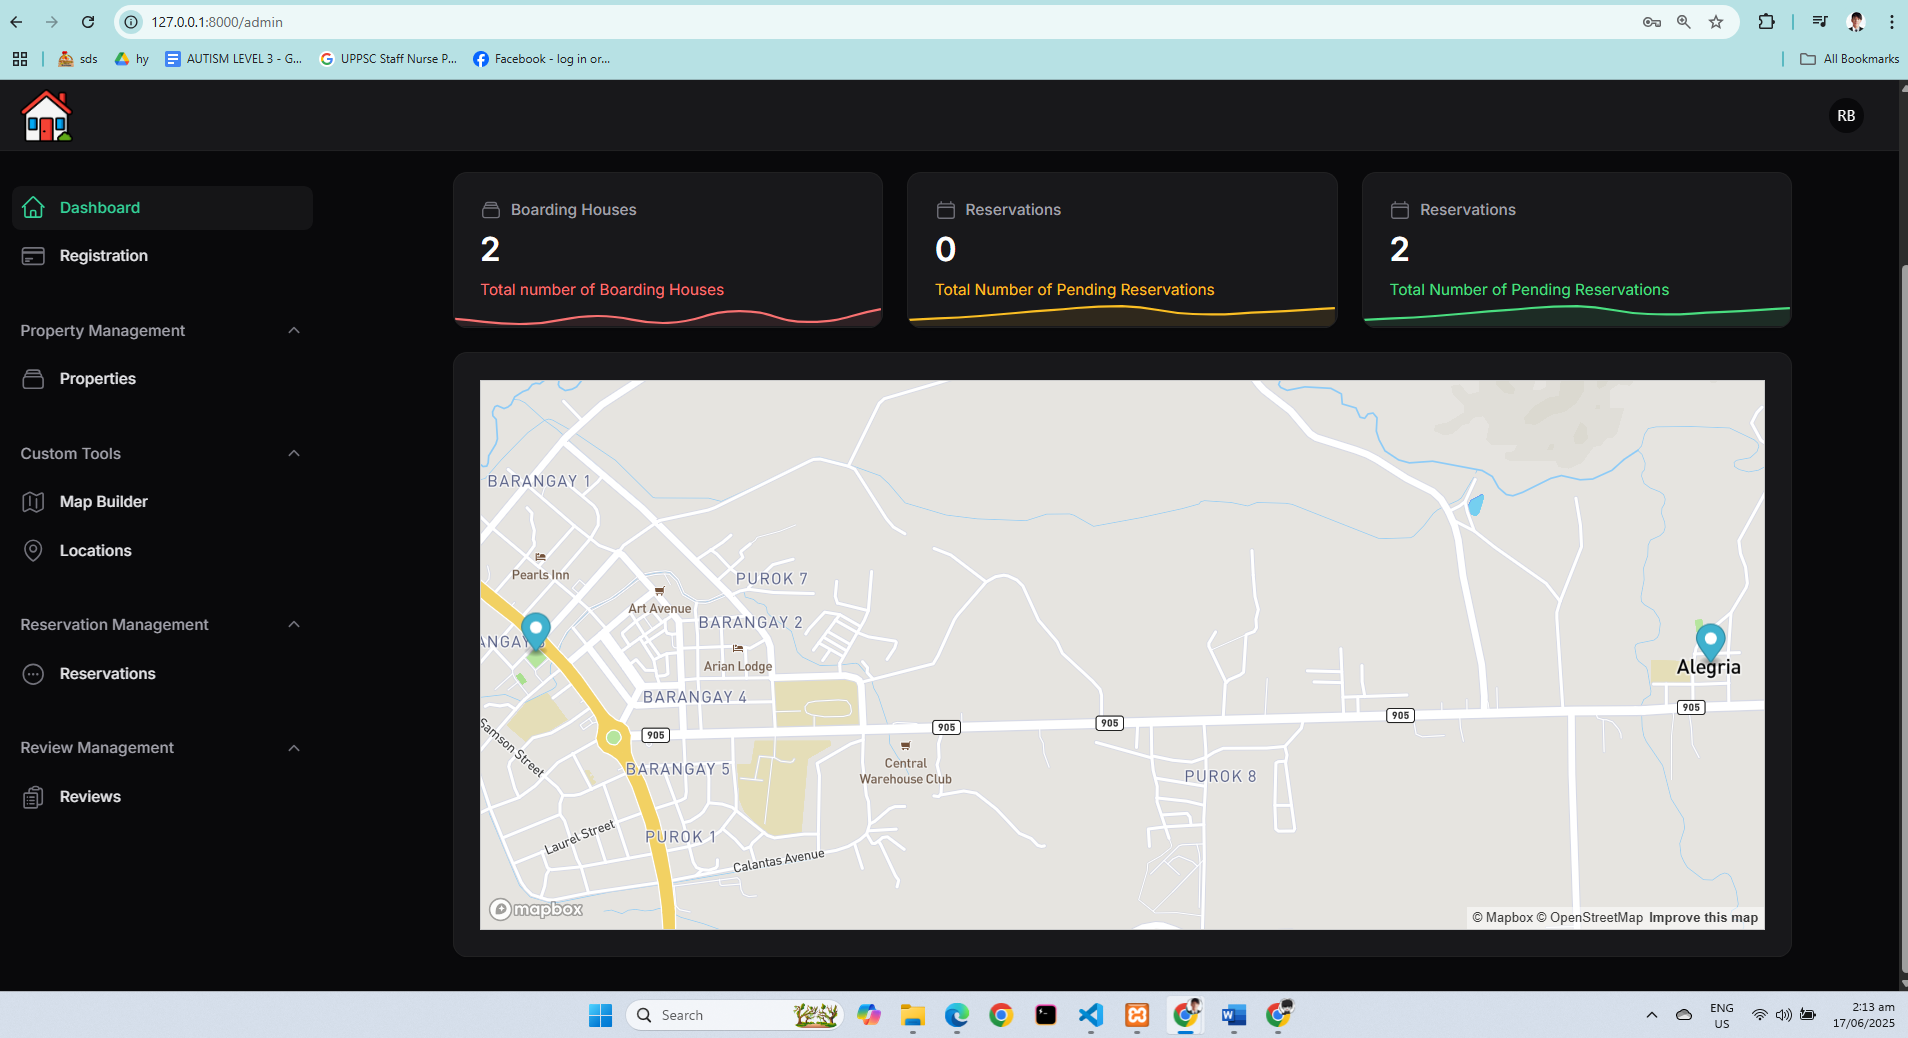 127.0.0.1:8000/admin
sds
hy
AUTISM LEVEL 3 - G...
UPPSC Staff Nurse P...
Facebook - log in or...
All Bookmarks
RB
Dashboard
Registration
Property Management
Properties
Custom Tools
Map Builder
Locations
Reservation Management
Reservations
Review Management
Reviews
Boarding Houses
2
Total number of Boarding Houses
Reservations
0
Total Number of Pending Reservations
Reservations
2
Total Number of Pending Reservations
BARANGAY 1
Pearls Inn
PUROK 7
Art Avenue
BARANGAY 2
Arian Lodge
BARANGAY 4
Alegria
905
905
905
905
905
Samson Street
Central
Warehouse Club
BARANGAY 5
PUROK 8
Laurel Street
PUROK 1
Calantas Avenue
mapbox
© Mapbox © OpenStreetMap Improve this map
Search
ENG
US
2:13 am
17/06/2025